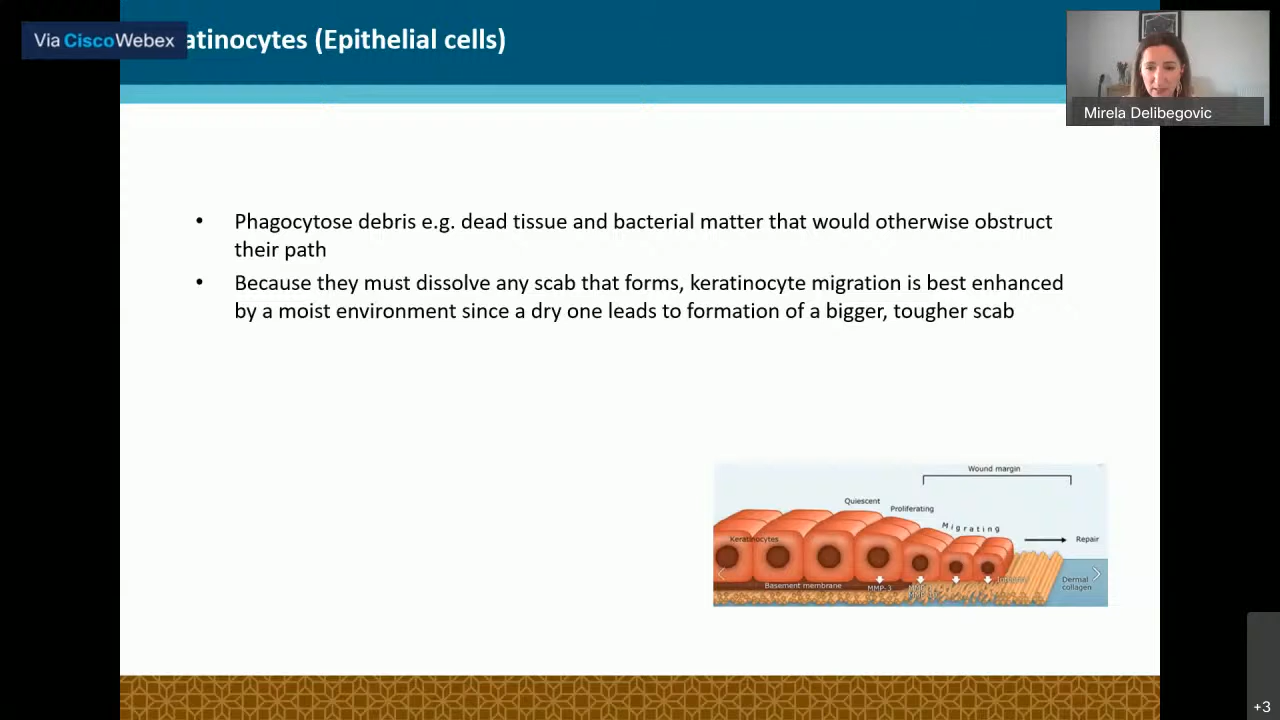 Via CiscoWebex
atinocytes (Epithelial cells)
Mirela Delibegovic
• Phagocytose debris e.g. dead tissue and bacterial matter that would otherwise obstruct
their path
• Because they must dissolve any scab that forms, keratinocyte migration is best enhanced
by a moist environment since a dry one leads to formation of a bigger, tougher scab
Wound margin
Quiescent
Proliferating
Migrating
Keratinocytes
Repair
Basement membrane
MMP-3
Dermal
collagen
+3